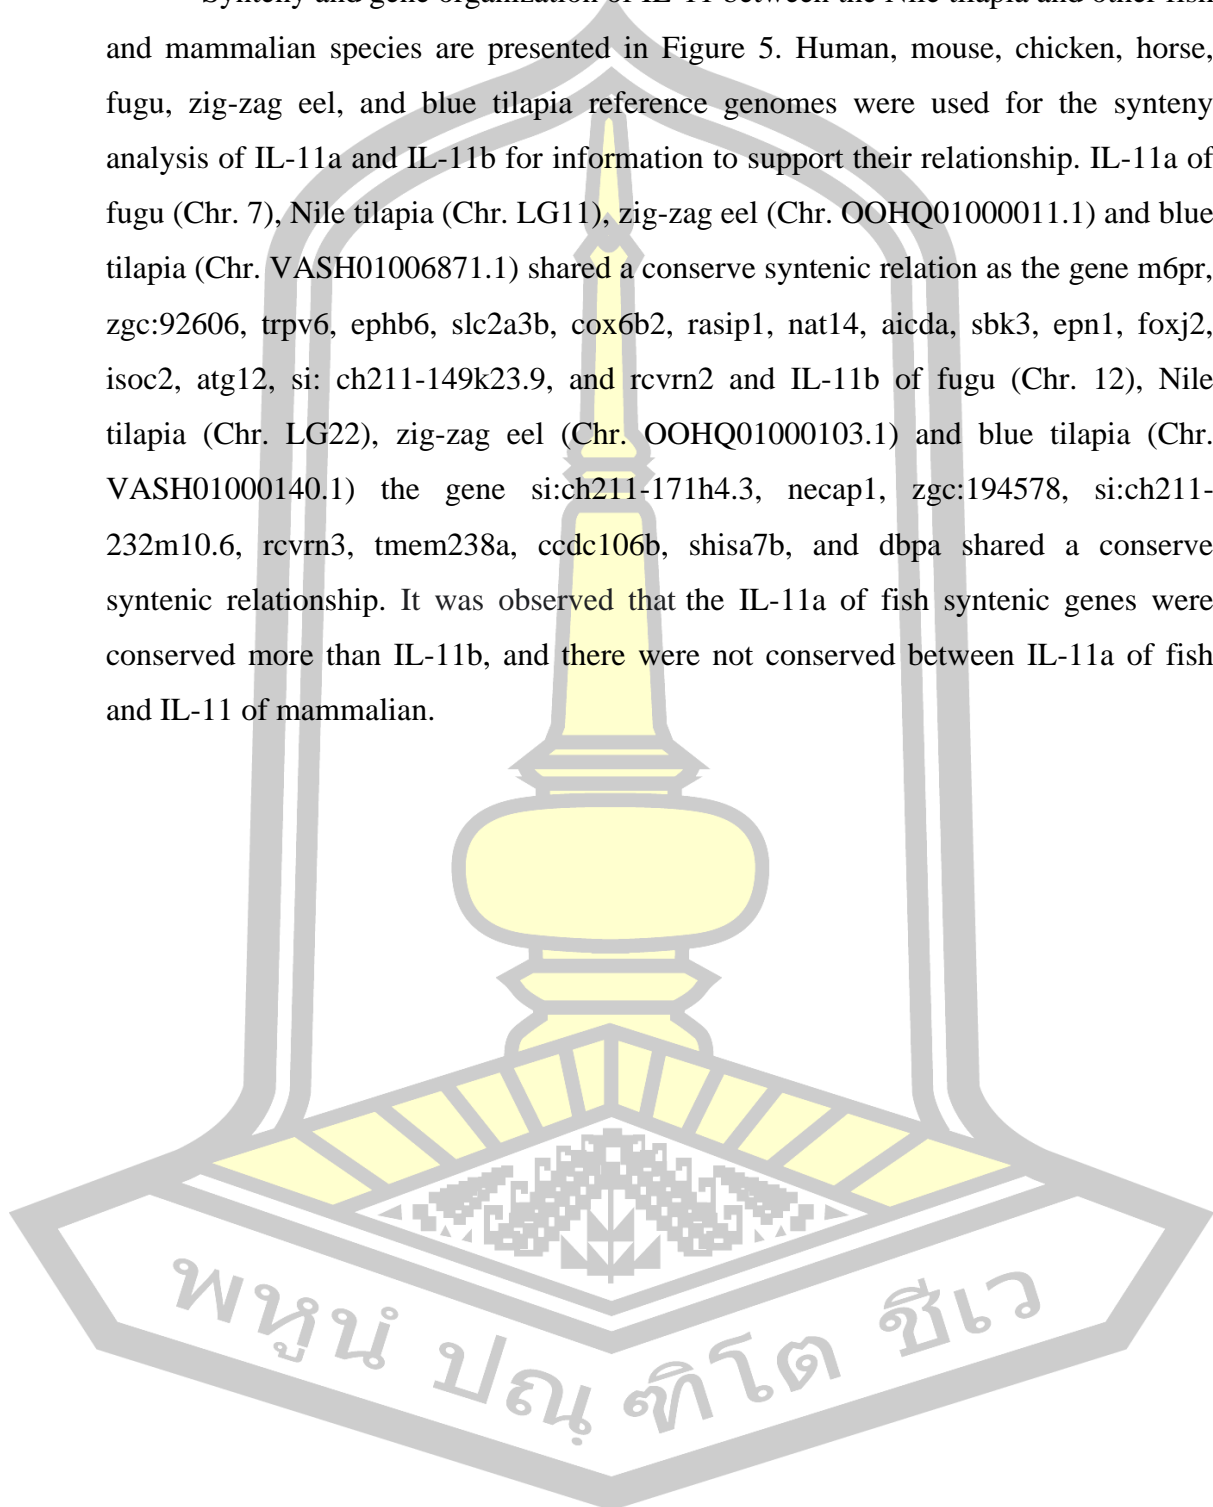 Synteny and gene organization of IL-11 between the Nile tilapia and other fish
and mammalian species are presented in Figure 5. Human, mouse, chicken, horse,
fugu, zig-zag eel, and blue tilapia reference genomes were used for the synteny
analysis of IL-11a and IL-11b for information to support their relationship. IL-11a of
fugu (Chr. 7), Nile tilapia (Chr. LG11), zig-zag eel (Chr. OOHQ01000011.1) and blue
tilapia (Chr. VASH01006871.1) shared a conserve syntenic relation as the gene m6pr,
zgc:92606, trpv6, ephb6, slc2a3b, cox6b2, rasip1, nat14, aicda, sbk3, epn1, foxj2,
isoc2, atg12, si: ch211-149k23.9, and rcvrn2 and IL-11b of fugu (Chr. 12), Nile
tilapia (Chr. LG22), zig-zag eel (Chr. OOHQ01000103.1) and blue tilapia (Chr.
VASH01000140.1) the gene si:ch211-171h4.3, necap1, zgc:194578, si:ch211-
232m10.6, rcvrn3, tmem238a, ccdc106b, shisa7b, and dbpa shared a conserve
syntenic relationship. It was observed that the IL-11a of fish syntenic genes were
conserved more than IL-11b, and there were not conserved between IL-11a of fish
and IL-11 of mammalian.
พหูนํ ปณฺฑิโต ชีเว